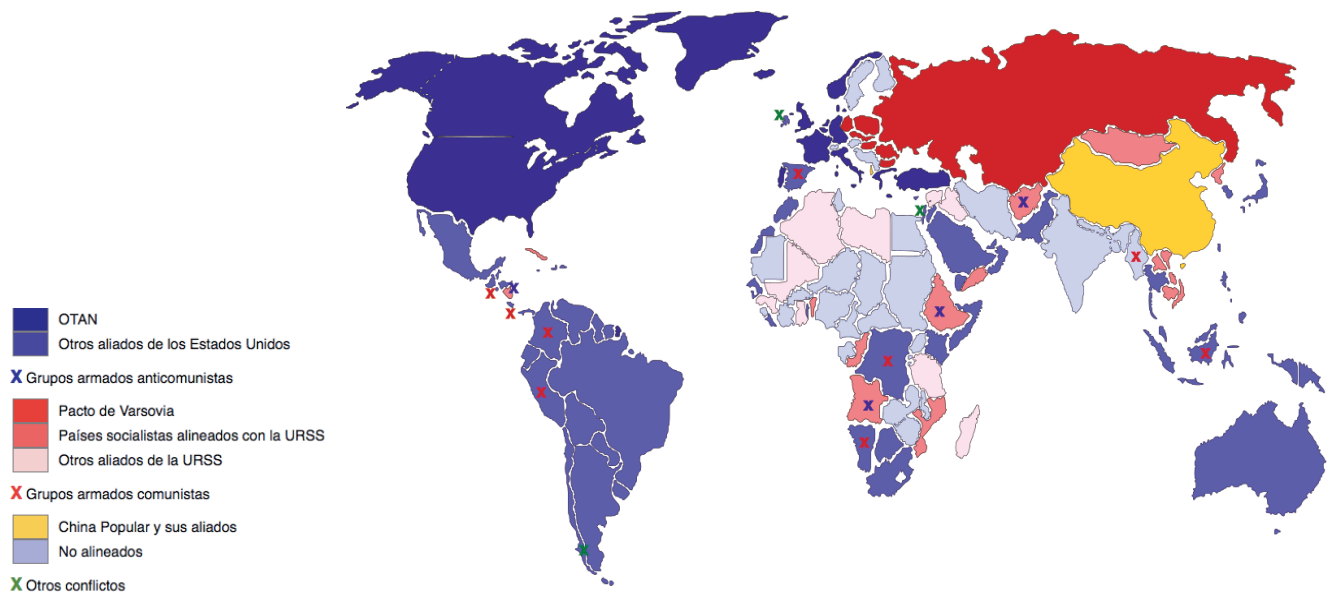 OTAN
Otros aliados de los Estados Unidos
X Grupos armados anticomunistas
Pacto de Varsovia
Países socialistas alineados con la URSS
Otros aliados de la URSS
X Grupos armados comunistas
China Popular y sus aliados
No alineados
X Otros conflictos